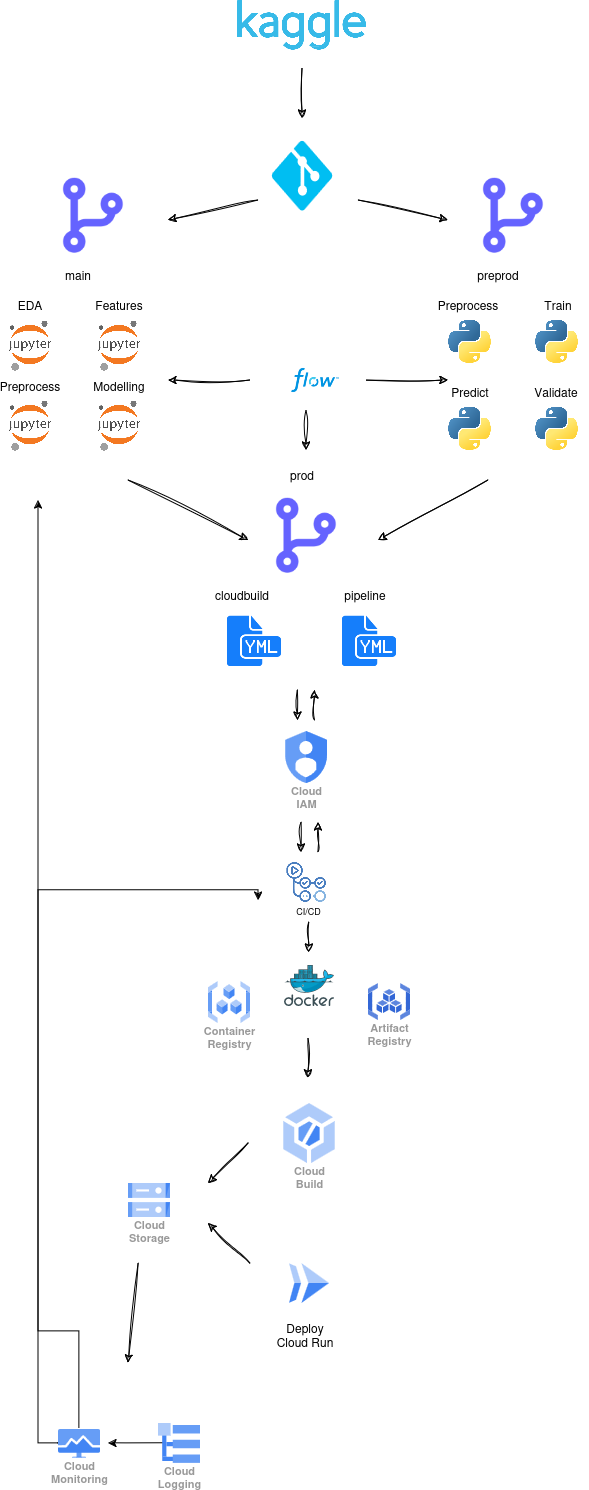 kaggle
main
preprod
EDA
Features
Preprocess
Train
jupyter
jupyter
Preprocess
Modelling
flow™
Predict
Validate
jupyter
jupyter
prod
cloudbuild
pipeline
YML
YML
Cloud
IAM
CI/CD
docker
Container
Registry
Artifact
Registry
Cloud
Build
Cloud
Storage
Deploy
Cloud Run
Cloud
Monitoring
Cloud
Logging